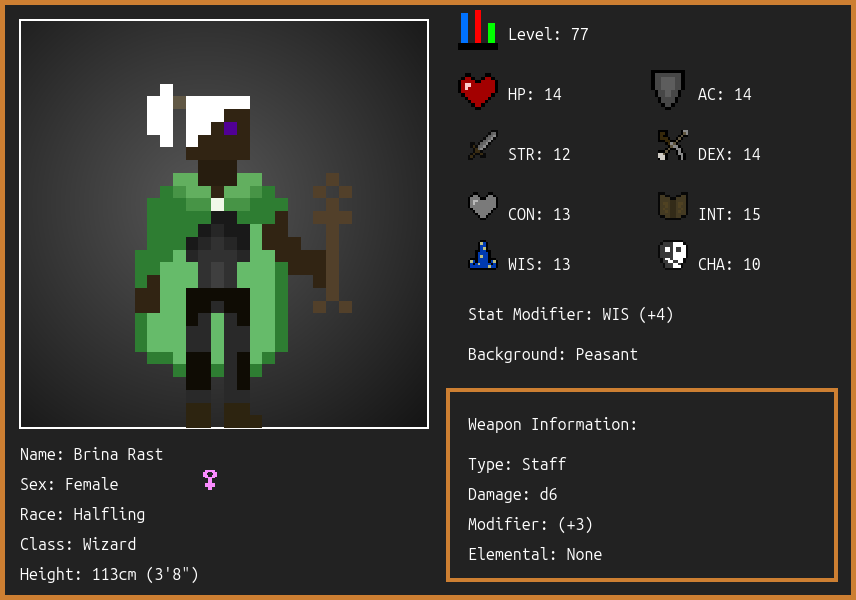 Level: 77
HP: 14
AC: 14
STR: 12
DEX: 14
CON: 13
INT: 15
WIS: 13
CHA: 10
Stat Modifier: WIS (+4)
Background: Peasant
Weapon Information:
Type: Staff
Damage: d6
Modifier: (+3)
Elemental: None
Name: Brina Rast
Sex: Female
Race: Halfling
Class: Wizard
Height: 113cm (3'8")